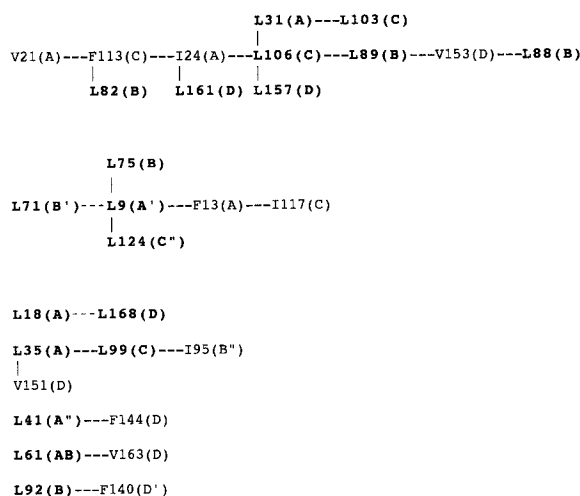 L31(A)---L103(C)
V21(A)---F113(C)---I24(A)---L106(C)---L89(B)---V153(D)---L88(B)
L82(B) L161(D) L157(D)
L75(B)
L71(B')---L9(A')---F13(A)---I117(C)
L124(C")
L18(A)---L168(D)
L35(A)---L99(C)---I95(B")
V151(D)
L41(A")---F144(D)
L61(AB)---V163(D)
L92(B)---F140(D')